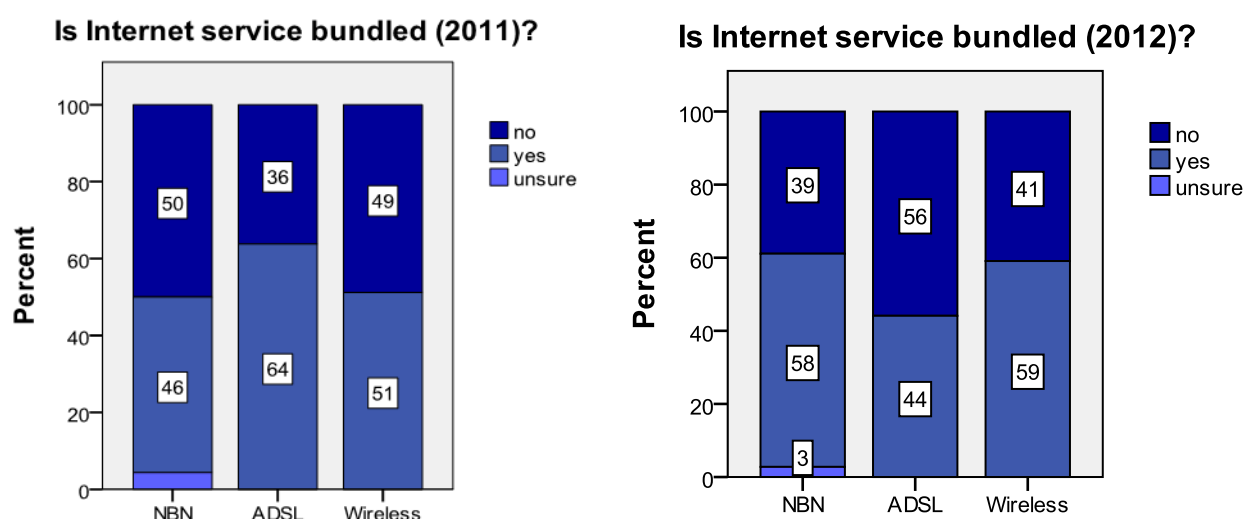 Is Internet service bundled (2011)?
100
80
60
40
20
0
Percent
50
36
49
46
64
51
NBN ADSL Wireless
no
yes
unsure
Is Internet service bundled (2012)?
100
80
60
40
20
0
Percent
39
56
41
58
44
59
3
NBN ADSL Wireless
no
yes
unsure